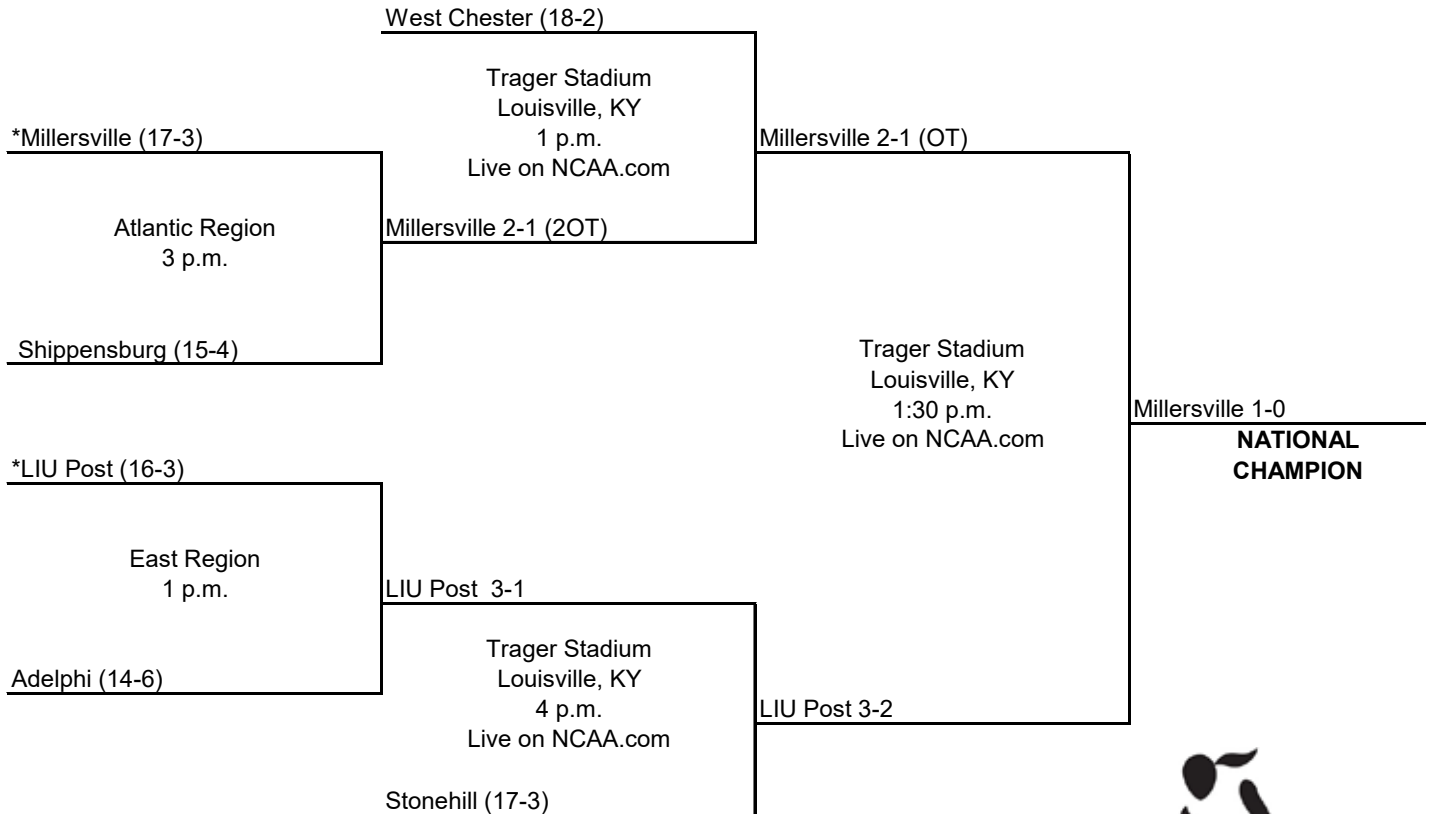 West Chester (18-2)
Trager Stadium
Louisville, KY
1 p.m.
Live on NCAA.com
*Millersville (17-3)
Millersville 2-1 (OT)
Atlantic Region
3 p.m.
Millersville 2-1 (2OT)
Shippensburg (15-4)
Trager Stadium
Louisville, KY
1:30 p.m.
Live on NCAA.com
Millersville 1-0
NATIONAL
CHAMPION
*LIU Post (16-3)
East Region
1 p.m.
LIU Post  3-1
Adelphi (14-6)
Trager Stadium
Louisville, KY
4 p.m.
Live on NCAA.com
LIU Post 3-2
Stonehill (17-3)